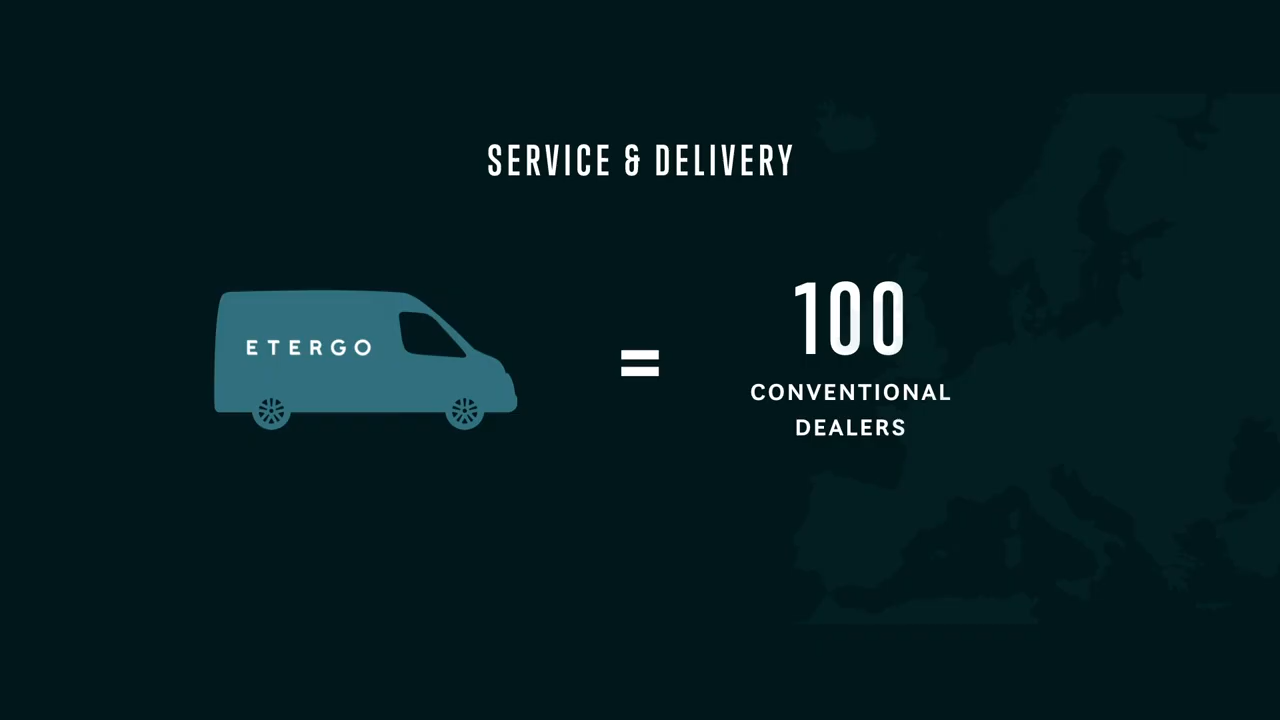 SERVICE & DELIVERY
ETERGO
=
100
CONVENTIONAL
DEALERS